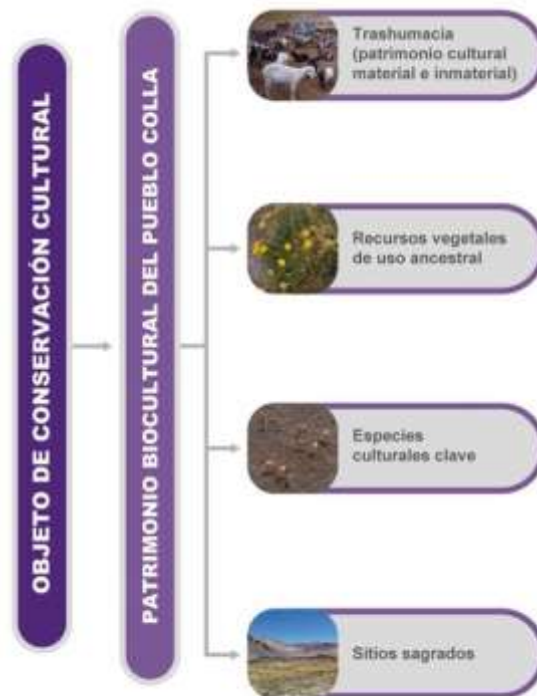 OBJETO DE CONSERVACIÓN CULTURAL
PATRIMONIO BIOCULTURAL DEL PUEBLO COLLA
Trashumacia
(patrimonio cultural
material e inmaterial)
Recursos vegetales
de uso ancestral
Especies
culturales clave
Sitios sagrados